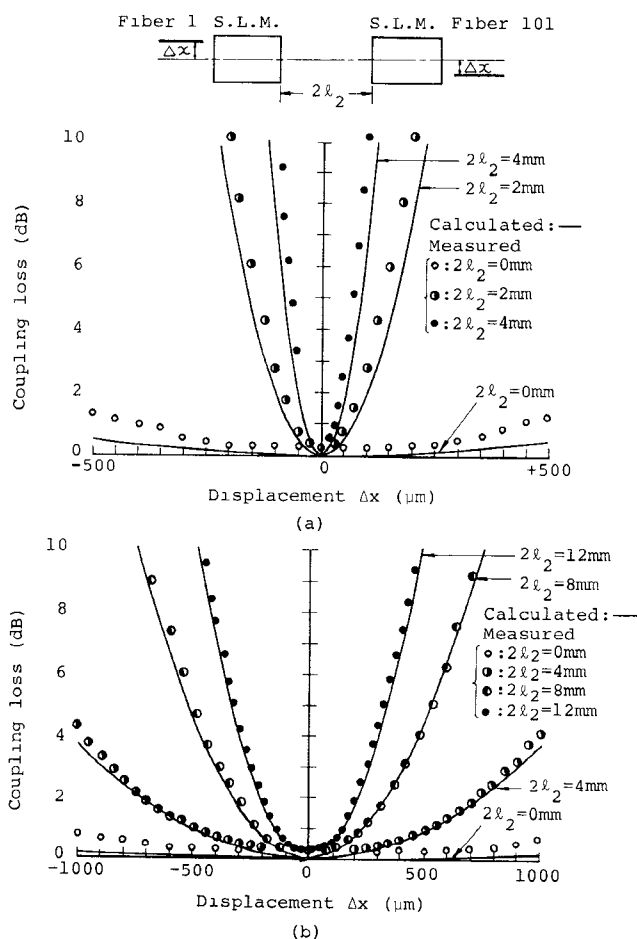 Fiber 1 S.L.M. S.L.M. Fiber 101
Δx
Δx
2ℓ₂
10
8
6
4
2
0
Coupling loss (dB)
2ℓ₂=4mm
2ℓ₂=2mm
Calculated:—
Measured
○:2ℓ₂=0mm
◑:2ℓ₂=2mm
●:2ℓ₂=4mm
2ℓ₂=0mm
-500 0 +500
Displacement Δx (μm)
(a)
10
8
6
4
2
0
Coupling loss (dB)
2ℓ₂=12mm
2ℓ₂=8mm
Calculated:—
Measured
○:2ℓ₂=0mm
◑:2ℓ₂=4mm
◐:2ℓ₂=8mm
●:2ℓ₂=12mm
2ℓ₂=4mm
2ℓ₂=0mm
-1000 -500 0 500 1000
Displacement Δx (μm)
(b)